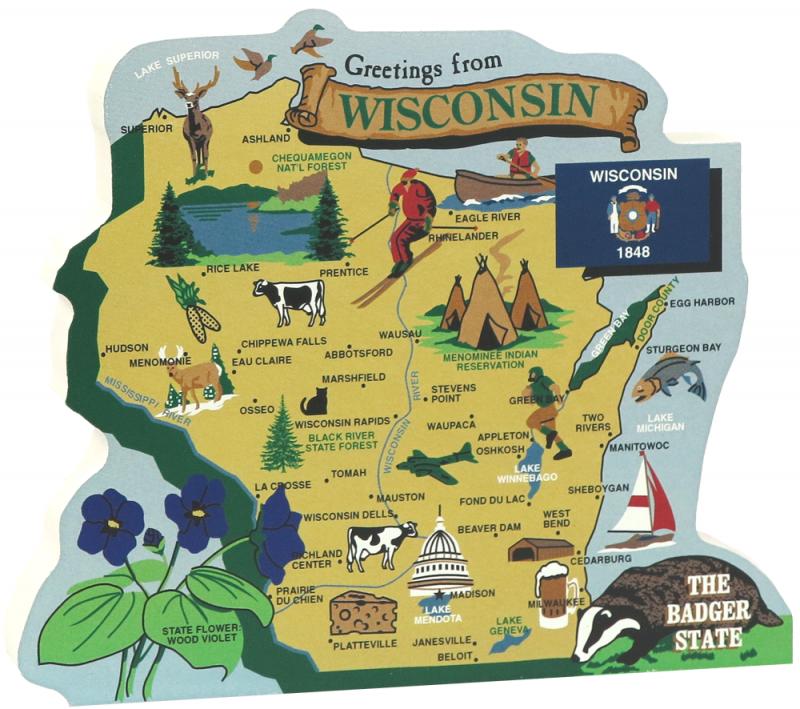 Greetings from
WISCONSIN
LAKE SUPERIOR
SUPERIOR
ASHLAND
CHEQUAMEGON
NAT'L FOREST
WISCONSIN
1848
EAGLE RIVER
RHINELANDER
RICE LAKE
PRENTICE
EGG HARBOR
DOOR COUNTY
GREEN BAY
STURGEON BAY
HUDSON
CHIPPEWA FALLS
WAUSAU
MENOMONIE
EAU CLAIRE
ABBOTSFORD
MENOMINEE INDIAN
RESERVATION
MARSHFIELD
MISSISSIPPI RIVER
OSSEO
STEVENS
POINT
GREEN BAY
WISCONSIN RIVER
WISCONSIN RAPIDS
WAUPACA
TWO
RIVERS
LAKE
MICHIGAN
BLACK RIVER
STATE FOREST
APPLETON
OSHKOSH
MANITOWOC
LAKE
WINNEBAGO
TOMAH
LA CROSSE
MAUSTON
FOND DU LAC
SHEBOYGAN
WISCONSIN DELLS
BEAVER DAM
WEST
BEND
RICHLAND
CENTER
CEDARBURG
PRAIRIE
DU CHIEN
MADISON
MILWAUKEE
LAKE
MENDOTA
STATE FLOWER:
WOOD VIOLET
PLATTEVILLE
JANESVILLE
LAKE
GENEVA
BELOIT
THE
BADGER
STATE